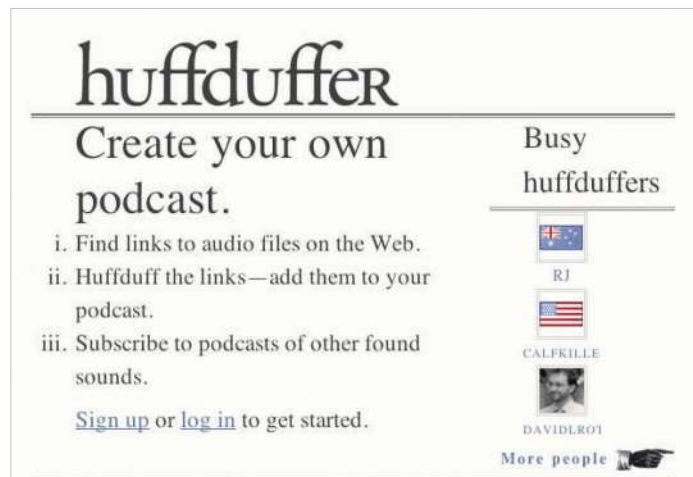 huffduffer
Create your own
podcast.
i. Find links to audio files on the Web.
ii. Huffduff the links—add them to your
podcast.
iii. Subscribe to podcasts of other found
sounds.
Sign up or log in to get started.
Busy
huffduffers
RJ
CALFKILLE
More people